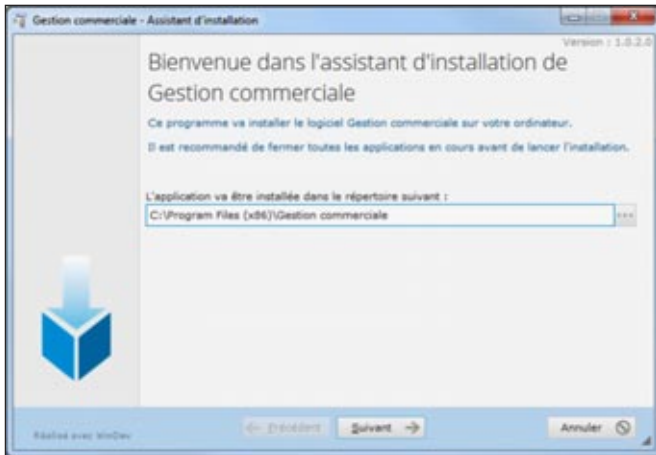 Gestion commerciale - Assistant d'installation
Version : 1.0.2.0
Bienvenue dans l'assistant d'installation de
Gestion commerciale
Ce programme va installer le logiciel Gestion commerciale sur votre ordinateur.
Il est recommandé de fermer toutes les applications en cours avant de lancer l'installation.
L'application va être installée dans le répertoire suivant :
C:\Program Files (x86)\Gestion commerciale
...
Réalisé avec WinDev
<- Précédent
Suivant ->
Annuler